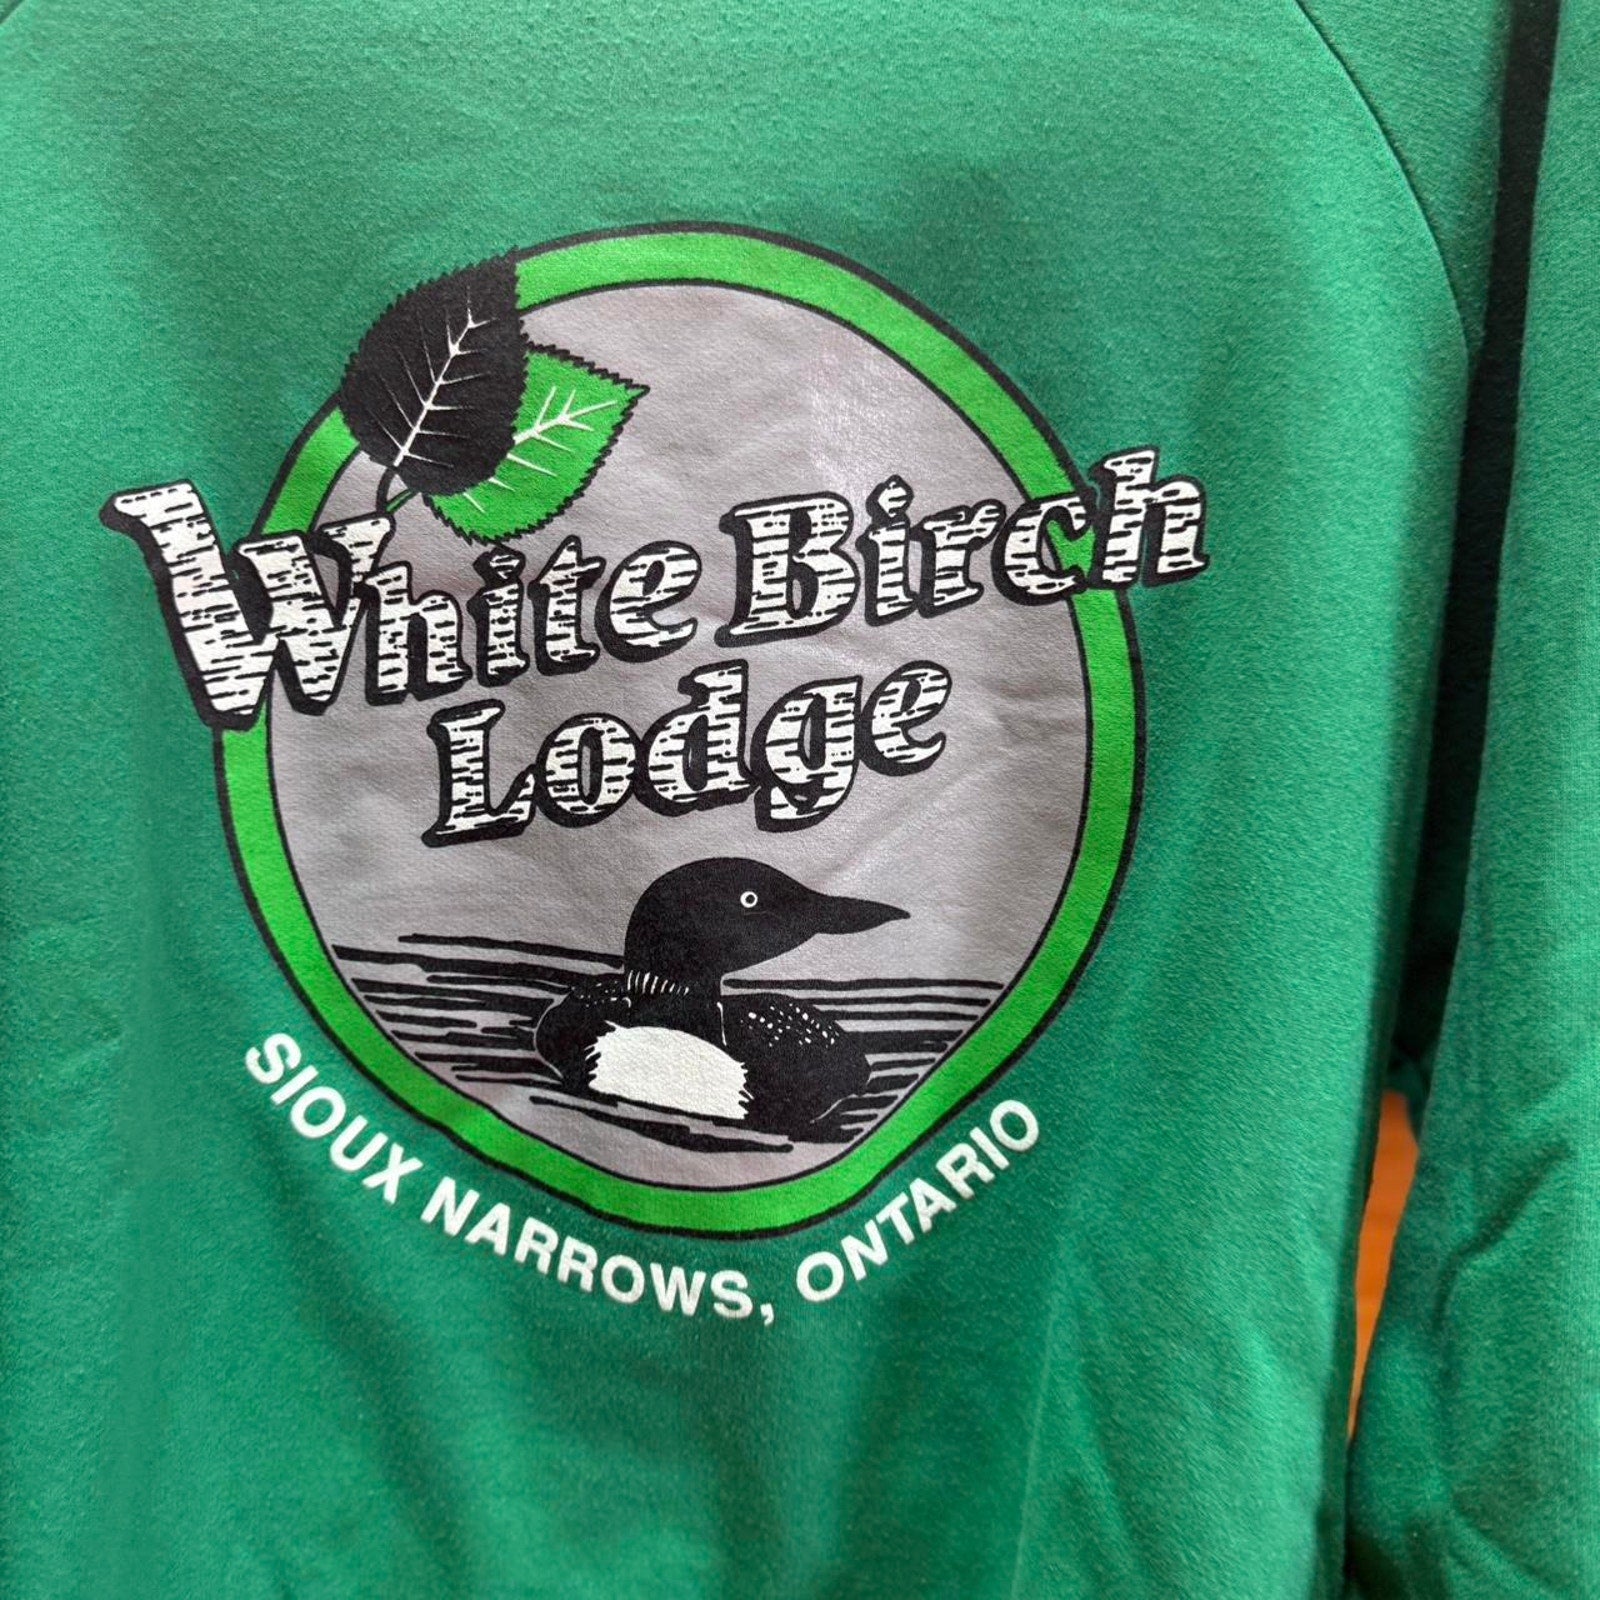 White Birch
Lodge
SIOUX NARROWS, ONTARIO